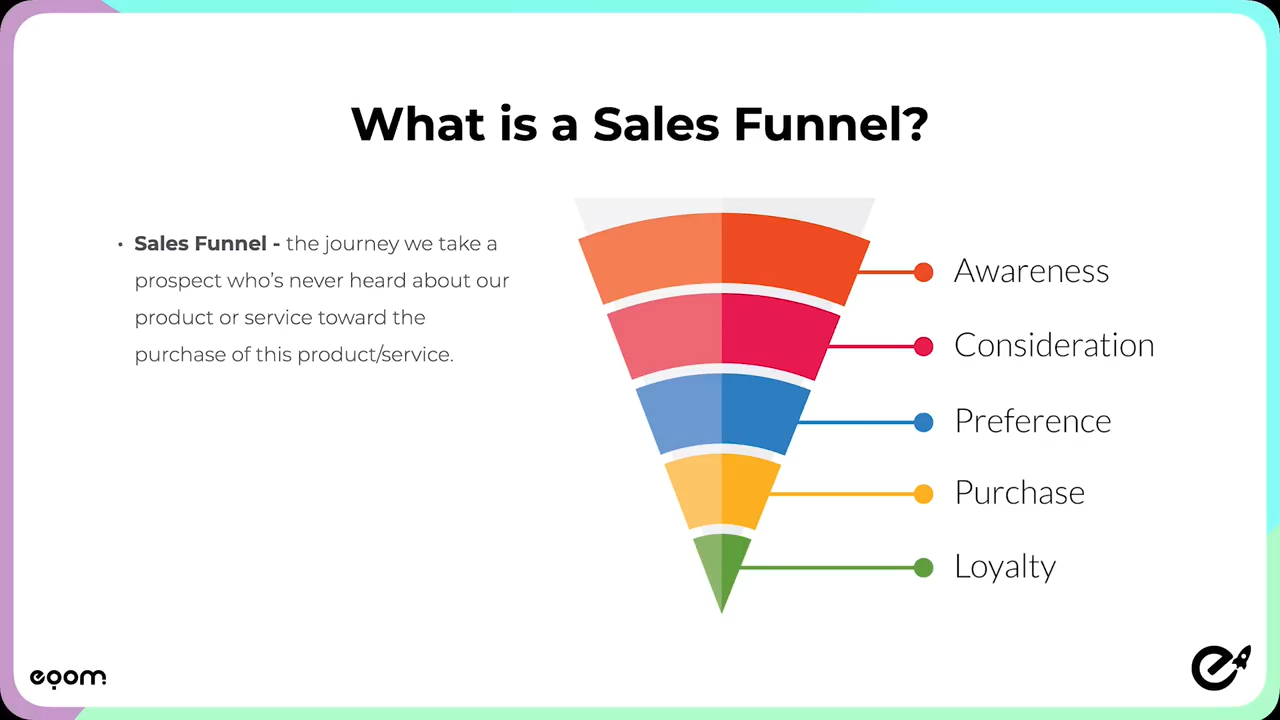 What is a Sales Funnel?
• Sales Funnel - the journey we take a
prospect who's never heard about our
product or service toward the
purchase of this product/service.
Awareness
Consideration
Preference
Purchase
Loyalty
eqom